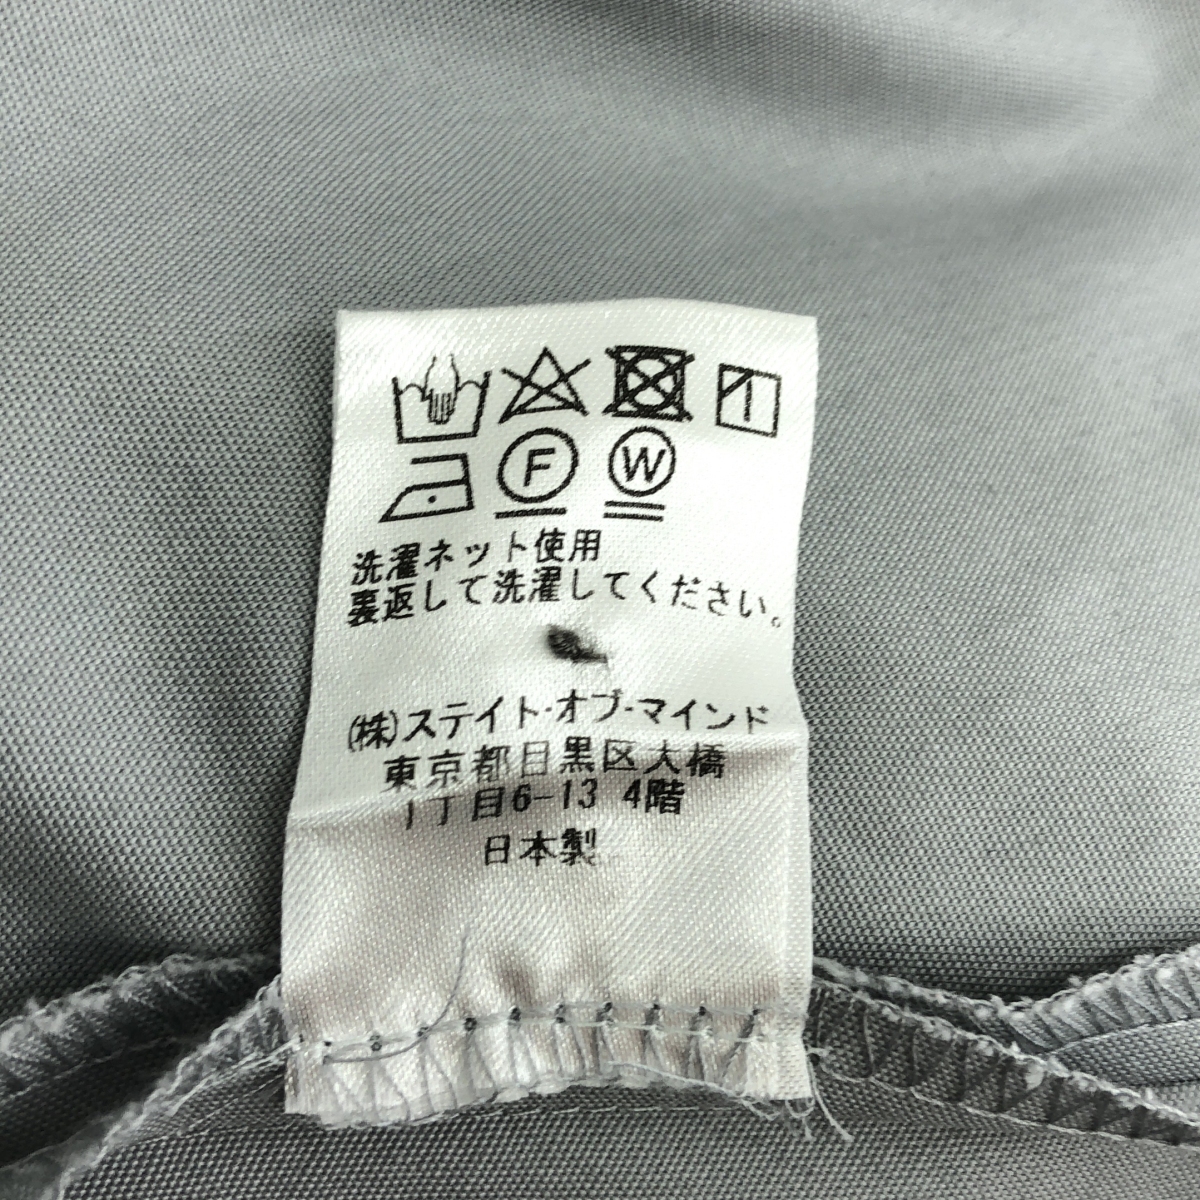 F W
洗濯ネット使用
裏返して洗濯してください。
(株)ステイト・オブ・マインド
東京都目黒区大橋
1丁目6-13 4階
日本製